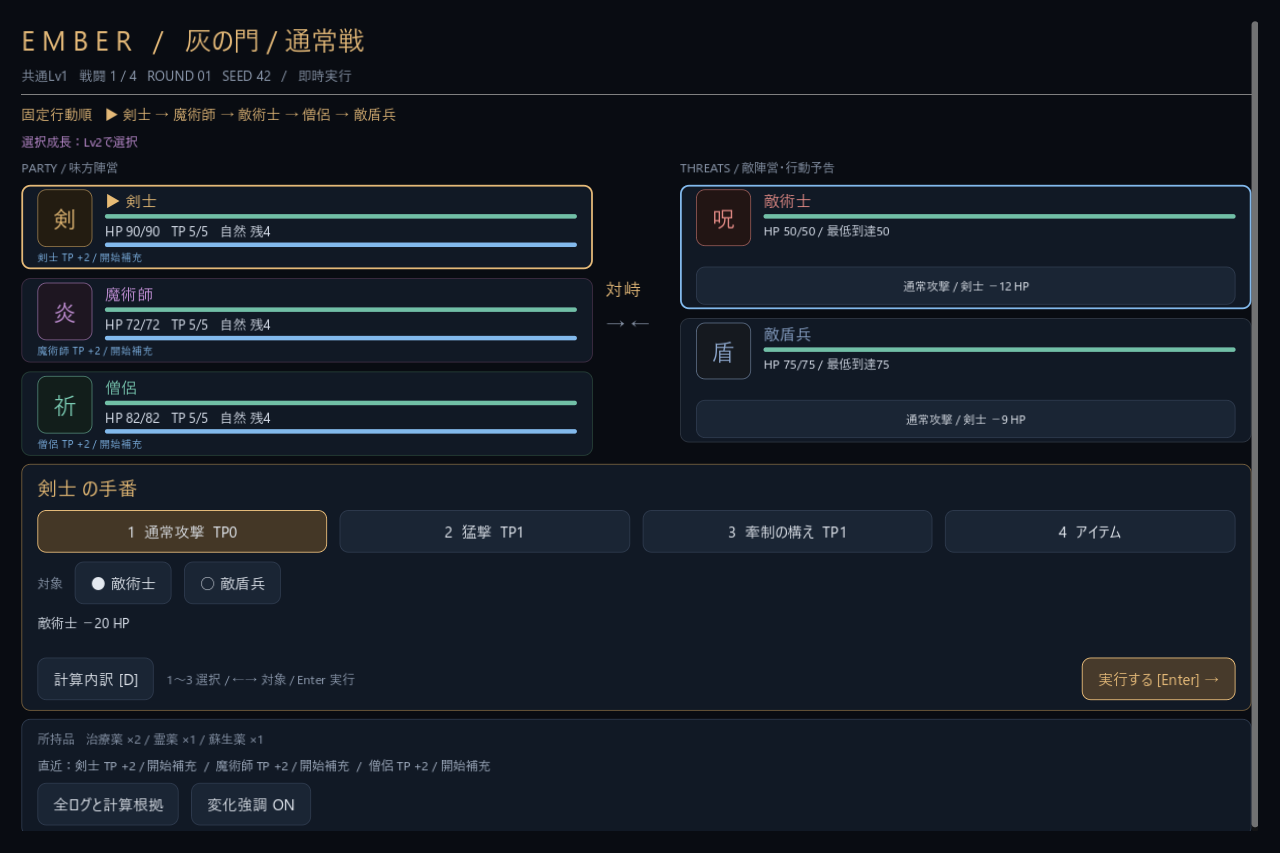 EMBER / 灰の門 / 通常戦
共通Lv1 戦闘 1 / 4 ROUND 01 SEED 42 / 即時実行
固定行動順 ▶ 剣士 → 魔術師 → 敵術士 → 僧侶 → 敵盾兵
選択成長：Lv2で選択
PARTY / 味方陣営
剣
▶ 剣士
HP 90/90 TP 5/5 自然 残4
剣士 TP +2 / 開始補充
炎
魔術師
HP 72/72 TP 5/5 自然 残4
魔術師 TP +2 / 開始補充
祈
僧侶
HP 82/82 TP 5/5 自然 残4
僧侶 TP +2 / 開始補充
対峙
→ ←
THREATS / 敵陣営・行動予告
呪
敵術士
HP 50/50 / 最低到達50
通常攻撃 / 剣士 −12 HP
盾
敵盾兵
HP 75/75 / 最低到達75
通常攻撃 / 剣士 −9 HP
剣士 の手番
1 通常攻撃 TP0
2 猛撃 TP1
3 牽制の構え TP1
4 アイテム
対象 ● 敵術士 ○ 敵盾兵
敵術士 −20 HP
計算内訳 [D] 1〜3 選択 / ←→ 対象 / Enter 実行
実行する [Enter] →
所持品 治療薬 ×2 / 霊薬 ×1 / 蘇生薬 ×1
直近：剣士 TP +2 / 開始補充 / 魔術師 TP +2 / 開始補充 / 僧侶 TP +2 / 開始補充
全ログと計算根拠
変化強調 ON